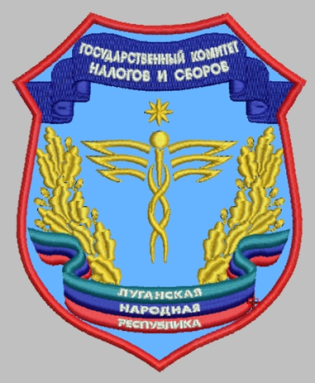 ГОСУДАРСТВЕННЫЙ КОМИТЕТ
НАЛОГОВ И СБОРОВ
ЛУГАНСКАЯ
НАРОДНАЯ
РЕСПУБЛИКА